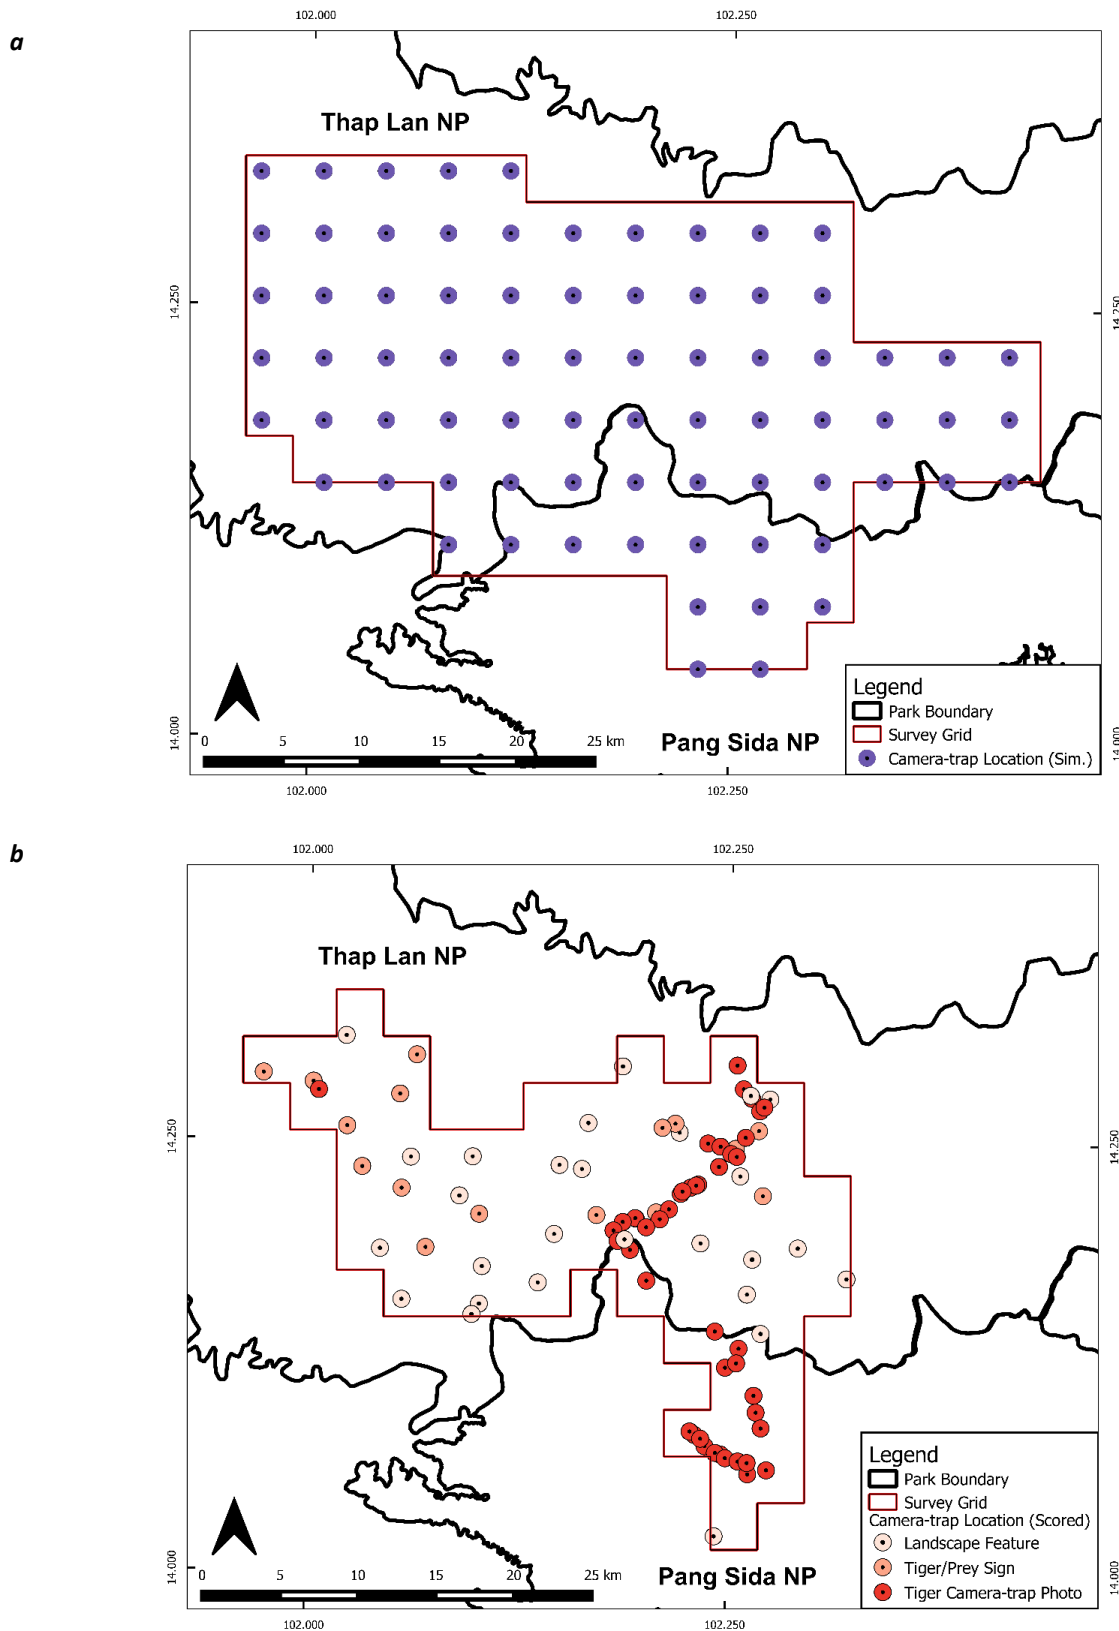 a
102.000 102.250
Thap Lan NP
14.250 14.250
14.000 14.000
Legend
Park Boundary
Survey Grid
Camera-trap Location (Sim.)
0 5 10 15 20 25 km
Pang Sida NP
102.000 102.250
b
102.000 102.250
Thap Lan NP
14.250 14.250
14.000 14.000
Legend
Park Boundary
Survey Grid
Camera-trap Location (Scored)
Landscape Feature
Tiger/Prey Sign
Tiger Camera-trap Photo
0 5 10 15 20 25 km
Pang Sida NP
102.000 102.250